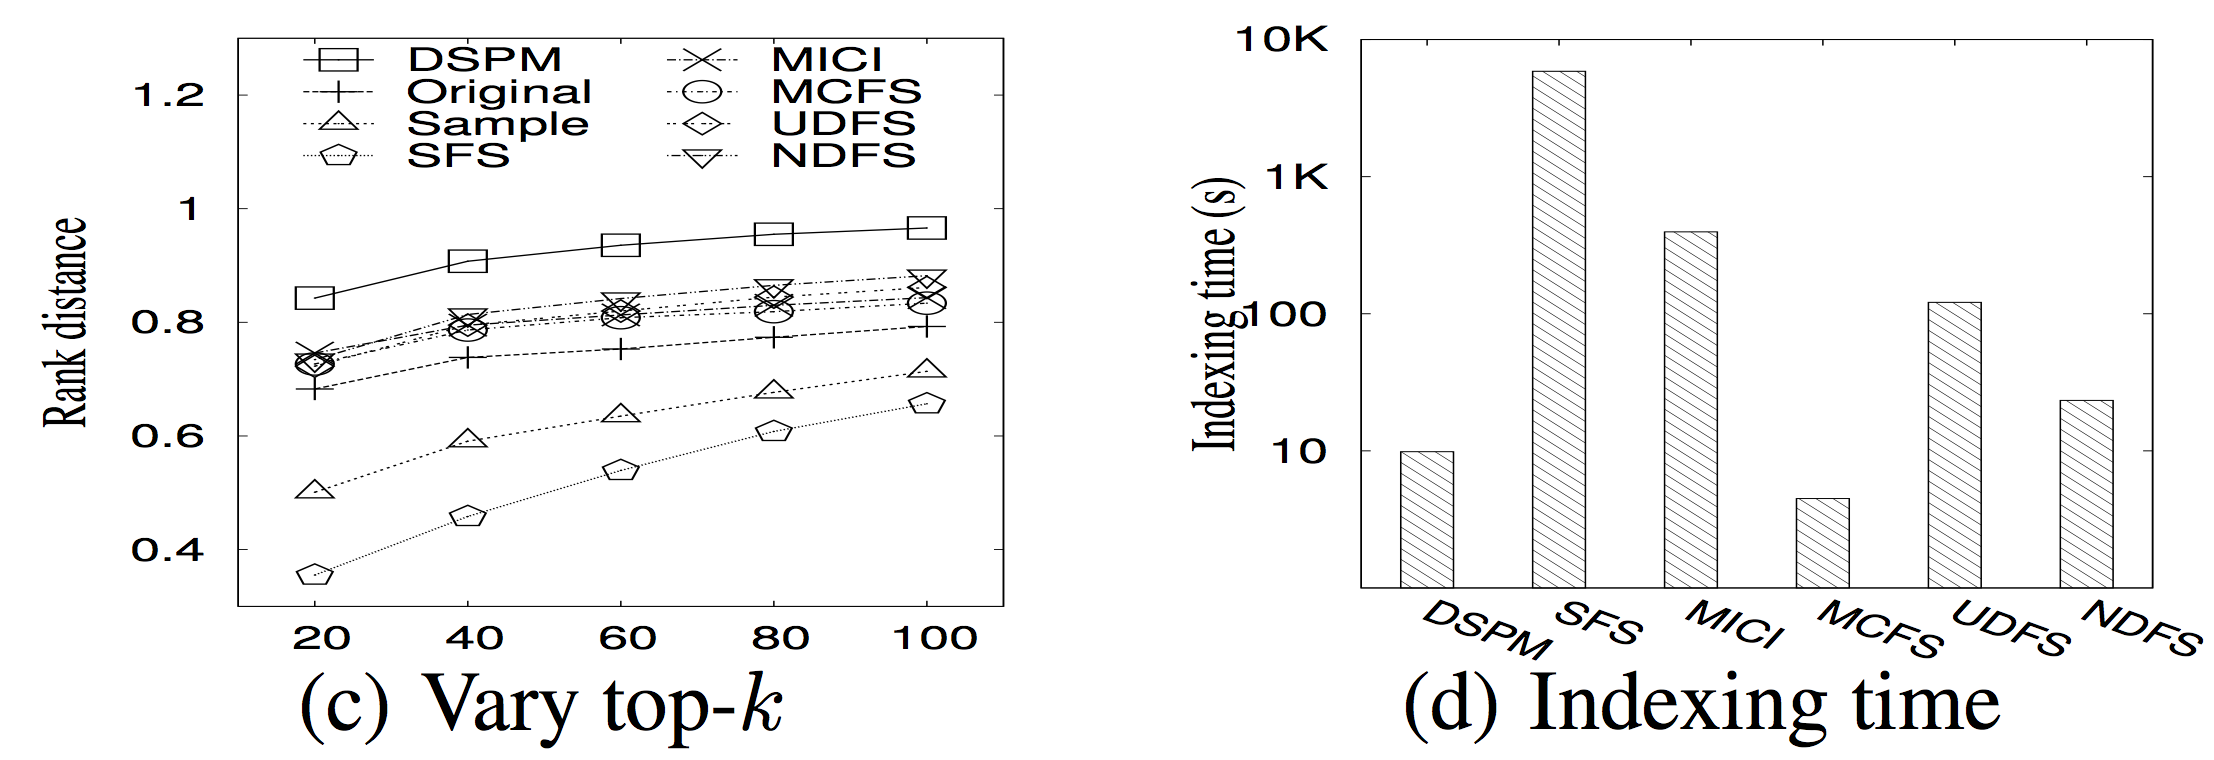 DSPM
Original
Sample
SFS
MICI
MCFS
UDFS
NDFS
1.2
1
0.8
0.6
0.4
Rank distance
20 40 60 80 100
(c) Vary top-k
10K
1K
100
10
Indexing time (s)
DSPM SFS MICI MCFS UDFS NDFS
(d) Indexing time